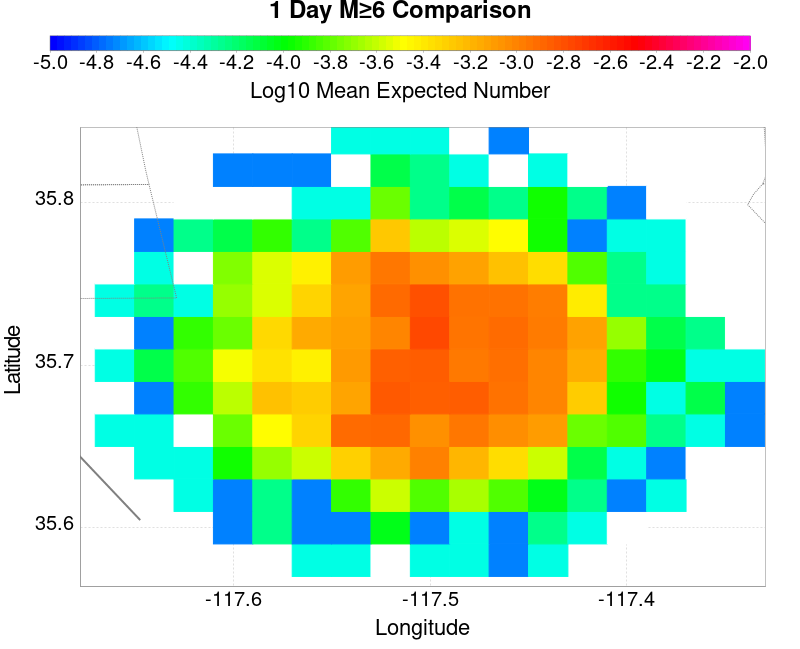 1 Day M≥6 Comparison
-5.0 -4.8 -4.6 -4.4 -4.2 -4.0 -3.8 -3.6 -3.4 -3.2 -3.0 -2.8 -2.6 -2.4 -2.2 -2.0
Log10 Mean Expected Number
35.8
35.7
35.6
Latitude
-117.6 -117.5 -117.4
Longitude